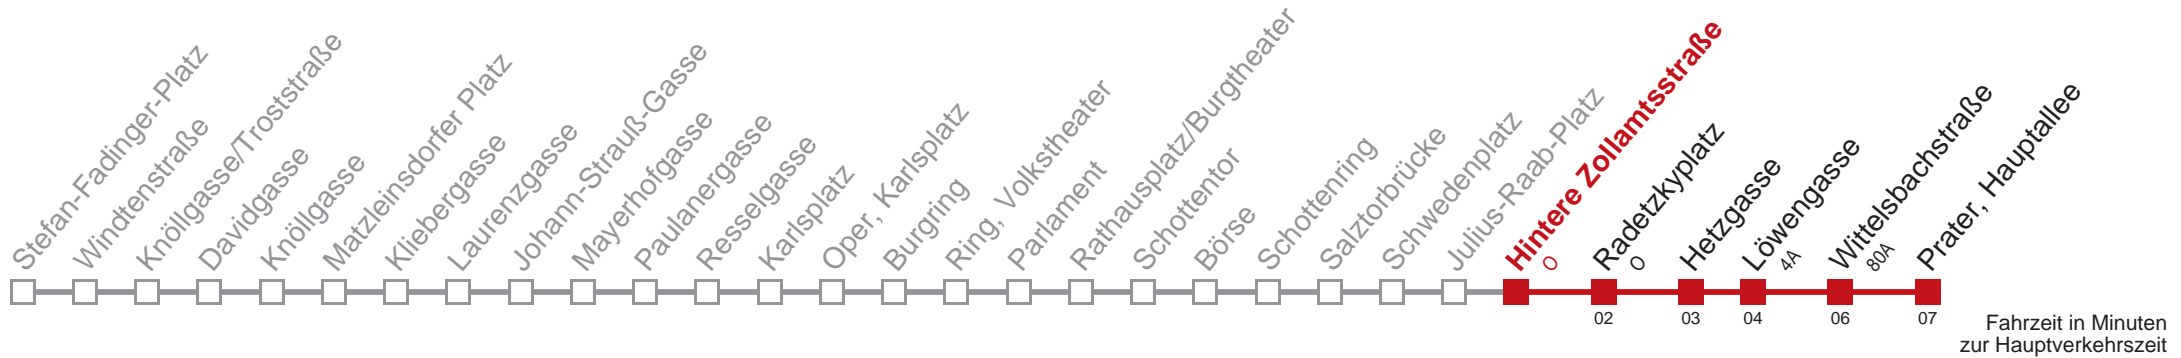 Stefan-Fadinger-Platz
Windtenstraße
Knöllgasse/Troststraße
Davidgasse
Knöllgasse
Matzleinsdorfer Platz
Kliebergasse
Laurenzgasse
Johann-Strauß-Gasse
Mayerhofgasse
Paulanergasse
Resselgasse
Karlsplatz
Oper, Karlsplatz
Burgring
Ring, Volkstheater
Parlament
Rathausplatz/Burgtheater
Schottentor
Börse
Schottenring
Salztorbrücke
Schwedenplatz
Julius-Raab-Platz
Hintere Zollamtsstraße
O
Radetzkyplatz
O
Hetzgasse
Löwengasse
4A
Wittelsbachstraße
80A
Prater, Hauptallee
02 03 04 06 07
Fahrzeit in Minuten
zur Hauptverkehrszeit